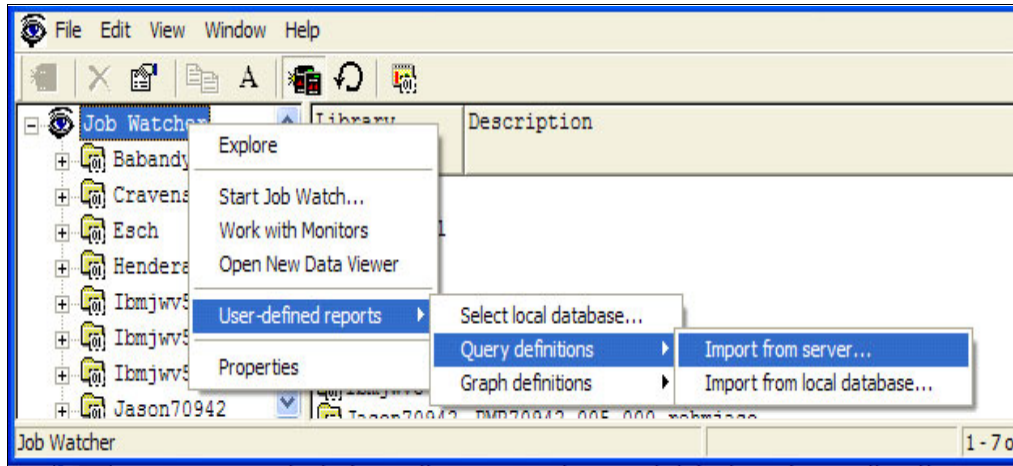 File Edit View Window Help
A
Job Watcher
Library Description
Babandy
Cravens
Esch
Hendera
Ibmjwv5
Ibmjwv5
Ibmjwv5
Jason70942
Explore
Start Job Watch...
Work with Monitors
Open New Data Viewer
User-defined reports
Properties
Select local database...
Query definitions
Graph definitions
Import from server...
Import from local database...
Jason70942
Job Watcher
1 - 7 o